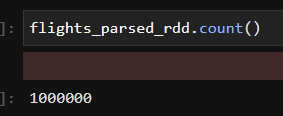 ]: flights_parsed_rdd.count()
]: 1000000